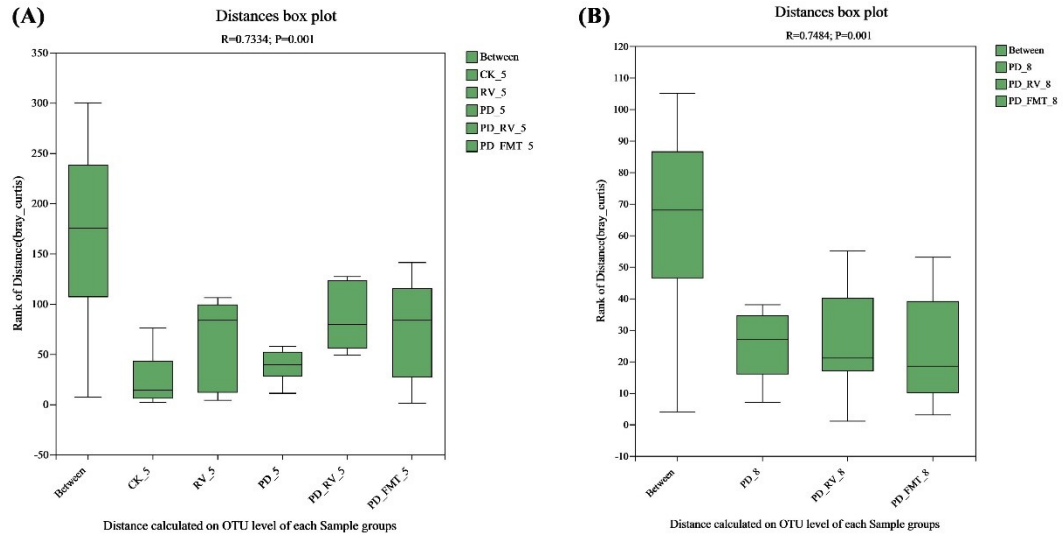 (A)
Distances box plot
R=0.7334; P=0.001
350
300
250
200
150
100
50
0
-50
Rank of Distance(bray_curtis)
Between
CK_5
RV_5
PD_5
PD_RV_5
PD_FMT_5
Distance calculated on OTU level of each Sample groups
Between
CK_5
RV_5
PD_5
PD_RV_5
PD_FMT_5
(B)
Distances box plot
R=0.7484; P=0.001
120
110
100
90
80
70
60
50
40
30
20
10
0
-10
Rank of Distance(bray_curtis)
Between
PD_8
PD_RV_8
PD_FMT_8
Distance calculated on OTU level of each Sample groups
Between
PD_8
PD_RV_8
PD_FMT_8